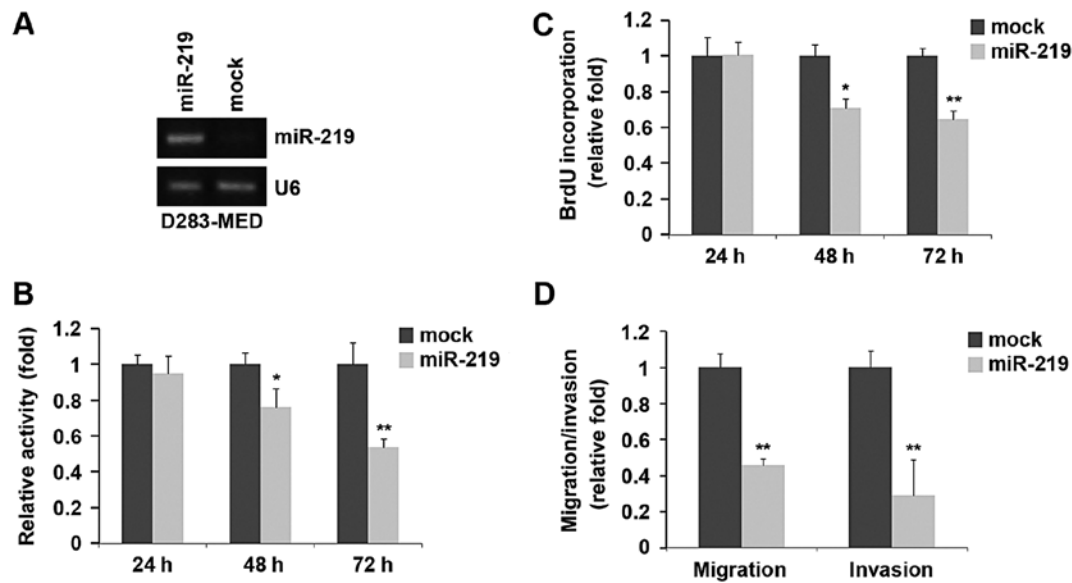 A
miR-219
mock
miR-219
U6
D283-MED
B
Relative activity (fold)
1.2
1
0.8
0.6
0.4
0.2
0
*
**
24 h
48 h
72 h
mock
miR-219
C
BrdU incorporation
(relative fold)
1.2
1
0.8
0.6
0.4
0.2
0
*
**
24 h
48 h
72 h
mock
miR-219
D
Migration/invasion
(relative fold)
1.2
1
0.8
0.6
0.4
0.2
0
**
**
Migration
Invasion
mock
miR-219